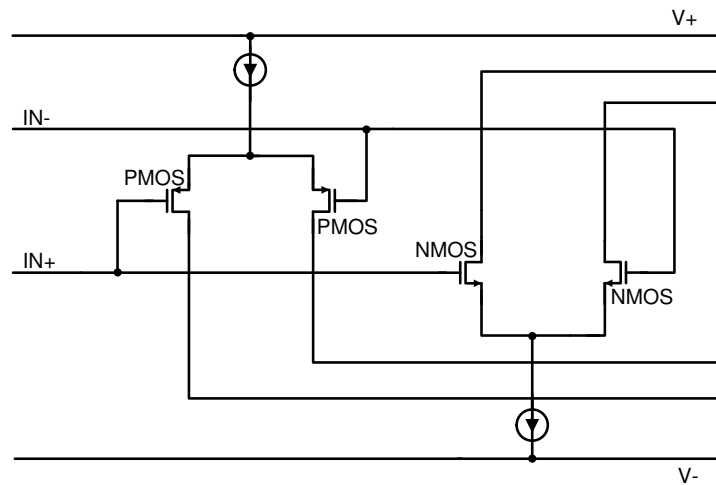 V+
IN-
PMOS
PMOS
NMOS
IN+
NMOS
V-